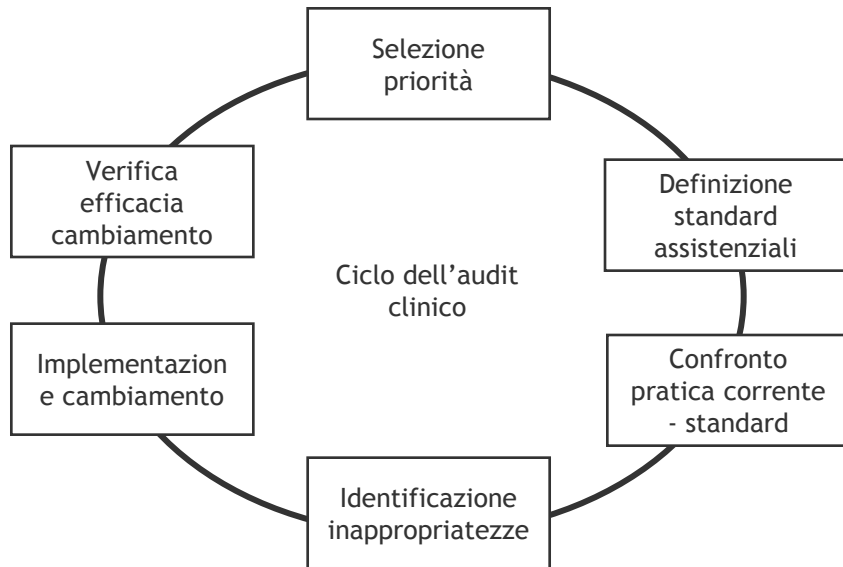 Selezione
priorità
Verifica
efficacia
cambiamento
Definizione
standard
assistenziali
Ciclo dell’audit
clinico
Implementazion
e cambiamento
Confronto
pratica corrente
- standard
Identificazione
inappropriatezze